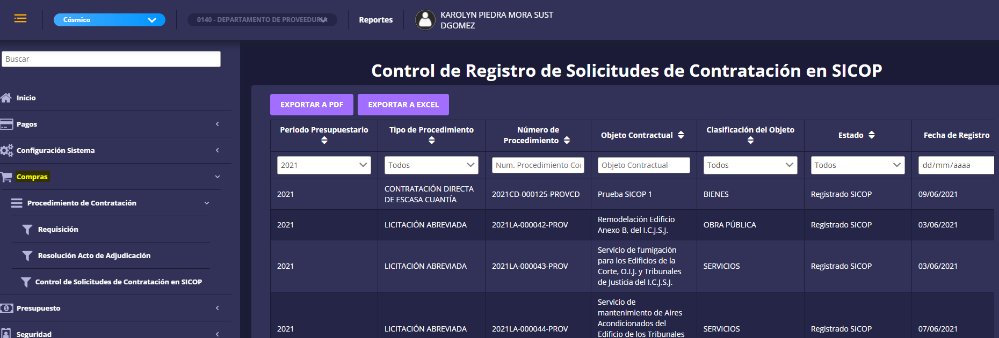 Cósmico
0140 - DEPARTAMENTO DE PROVEEDURIA
Reportes
KAROLYN PIEDRA MORA SUST
DGOMEZ
Buscar
Inicio
Pagos
Configuración Sistema
Compras
Procedimiento de Contratación
Requisición
Resolución Acto de Adjudicación
Control de Solicitudes de Contratación en SICOP
Presupuesto
Seguridad
Control de Registro de Solicitudes de Contratación en SICOP
EXPORTAR A PDF EXPORTAR A EXCEL
Periodo Presupuestario
Tipo de Procedimiento
Número de
Procedimiento
Objeto Contractual
Clasificación del Objeto
Estado
Fecha de Registro
2021 Todos Num. Procedimiento Con Objeto Contractual Todos Todos dd/mm/aaaa
2021
CONTRATACIÓN DIRECTA
DE ESCASA CUANTÍA
2021CD-000125-PROVCD
Prueba SICOP 1
BIENES
Registrado SICOP
09/06/2021
2021
LICITACIÓN ABREVIADA
2021LA-000042-PROV
Remodelación Edificio
Anexo B, del I.C.J.S.J.
OBRA PÚBLICA
Registrado SICOP
03/06/2021
2021
LICITACIÓN ABREVIADA
2021LA-000043-PROV
Servicio de fumigación
para los Edificios de la
Corte, O.I.J. y Tribunales
de Justicia del I.C.J.S.J.
SERVICIOS
Registrado SICOP
03/06/2021
2021
LICITACIÓN ABREVIADA
2021LA-000044-PROV
Servicio de
mantenimiento de Aires
Acondicionados del
Edificio de los Tribunales
SERVICIOS
Registrado SICOP
07/06/2021